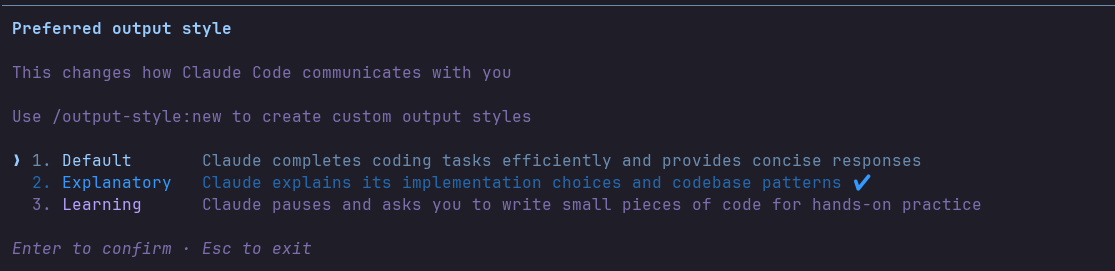 Preferred output style
This changes how Claude Code communicates with you
Use /output-style:new to create custom output styles
❯ 1. Default Claude completes coding tasks efficiently and provides concise responses
2. Explanatory Claude explains its implementation choices and codebase patterns ✔
3. Learning Claude pauses and asks you to write small pieces of code for hands-on practice
Enter to confirm · Esc to exit